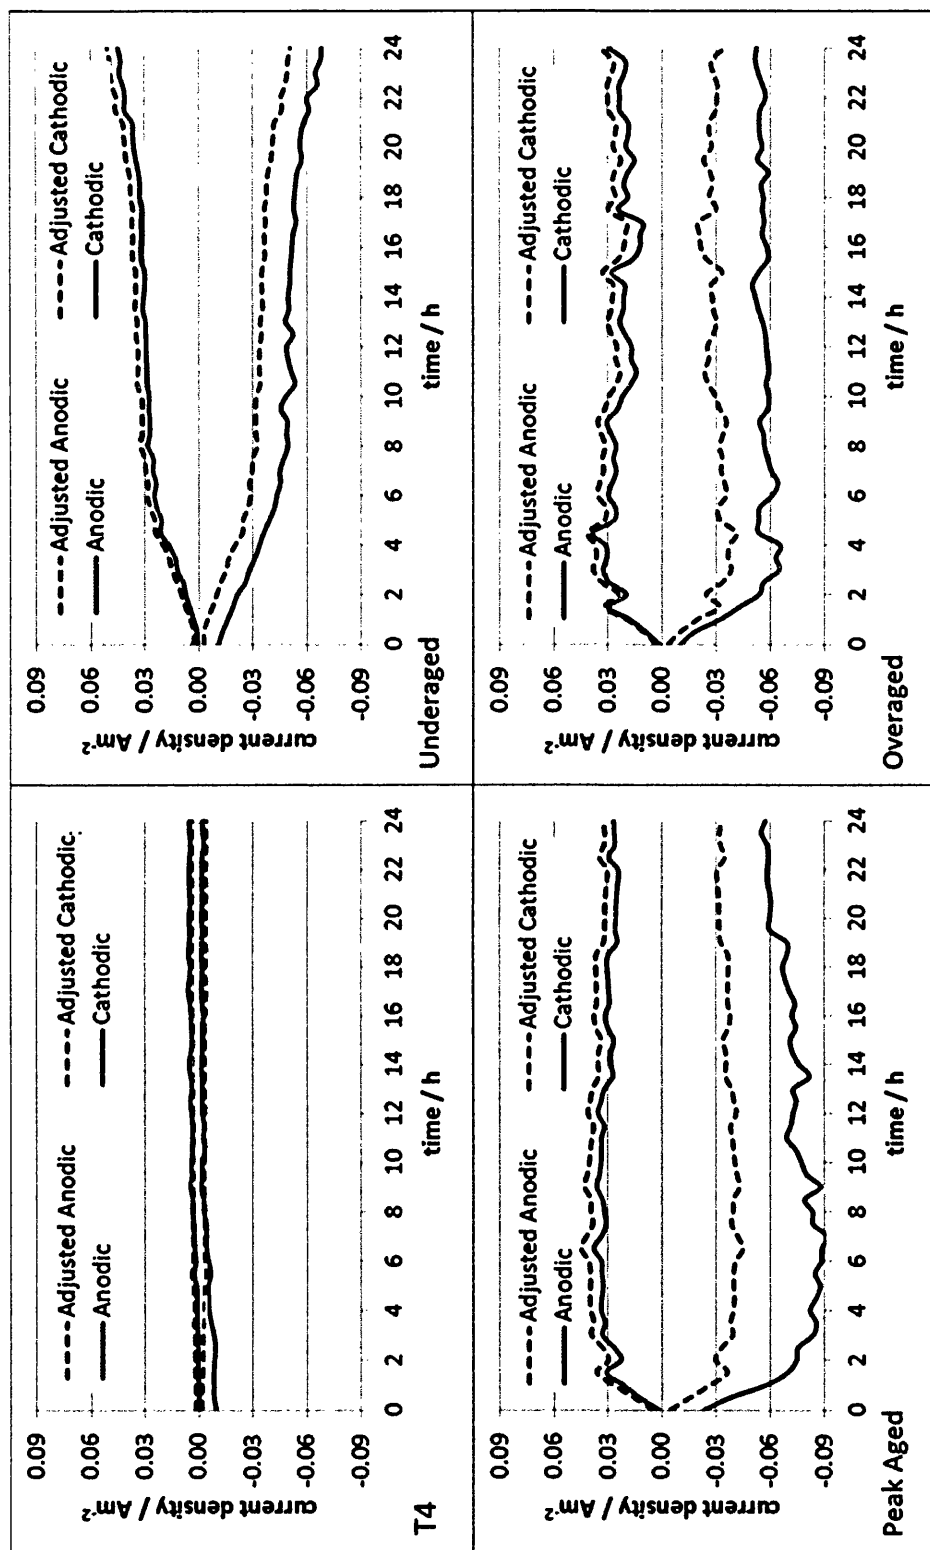 Adjusted Anodic
Adjusted Cathodic.
Anodic
Cathodic
0.09
0.06
0.03
0.00
-0.03
-0.06
-0.09
current density / Am⁻²
0 2 4 6 8 10 12 14 16 18 20 22 24
time / h
T4
Adjusted Anodic
Adjusted Cathodic
Anodic
Cathodic
0.09
0.06
0.03
0.00
-0.03
-0.06
-0.09
current density / Am⁻²
0 2 4 6 8 10 12 14 16 18 20 22 24
time / h
Underaged
Adjusted Anodic
Adjusted Cathodic
Anodic
Cathodic
0.09
0.06
0.03
0.00
-0.03
-0.06
-0.09
current density / Am⁻²
0 2 4 6 8 10 12 14 16 18 20 22 24
time / h
Peak Aged
Adjusted Anodic
Adjusted Cathodic
Anodic
Cathodic
0.09
0.06
0.03
0.00
-0.03
-0.06
-0.09
current density / Am⁻²
0 2 4 6 8 10 12 14 16 18 20 22 24
time / h
Overaged